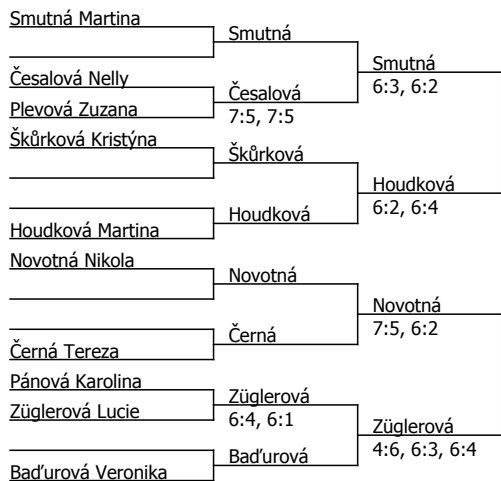 Smutná Martina
Česalová Nelly
Plevová Zuzana
Škůrková Kristýna
Houdková Martina
Novotná Nikola
Černá Tereza
Pánová Karolina
Züglerová Lucie
Baďurová Veronika
Smutná
Česalová
7:5, 7:5
Škůrková
Houdková
Novotná
Černá
Züglerová
6:4, 6:1
Baďurová
Smutná
6:3, 6:2
Houdková
6:2, 6:4
Novotná
7:5, 6:2
Züglerová
4:6, 6:3, 6:4